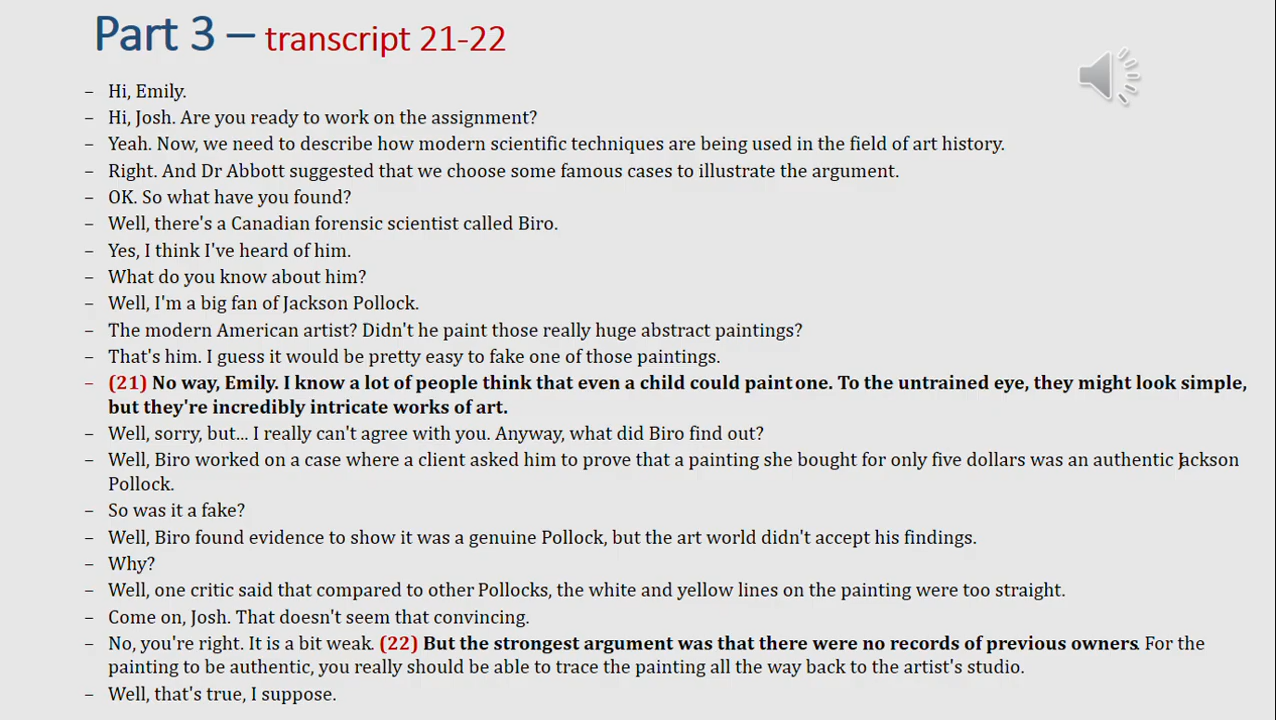 Part 3 – transcript 21-22
– Hi, Emily.
– Hi, Josh. Are you ready to work on the assignment?
– Yeah. Now, we need to describe how modern scientific techniques are being used in the field of art history.
– Right. And Dr Abbott suggested that we choose some famous cases to illustrate the argument.
– OK. So what have you found?
– Well, there's a Canadian forensic scientist called Biro.
– Yes, I think I've heard of him.
– What do you know about him?
– Well, I'm a big fan of Jackson Pollock.
– The modern American artist? Didn't he paint those really huge abstract paintings?
– That's him. I guess it would be pretty easy to fake one of those paintings.
– (21) No way, Emily. I know a lot of people think that even a child could paint one. To the untrained eye, they might look simple,
but they're incredibly intricate works of art.
– Well, sorry, but... I really can't agree with you. Anyway, what did Biro find out?
– Well, Biro worked on a case where a client asked him to prove that a painting she bought for only five dollars was an authentic Jackson
Pollock.
– So was it a fake?
– Well, Biro found evidence to show it was a genuine Pollock, but the art world didn't accept his findings.
– Why?
– Well, one critic said that compared to other Pollocks, the white and yellow lines on the painting were too straight.
– Come on, Josh. That doesn't seem that convincing.
– No, you're right. It is a bit weak. (22) But the strongest argument was that there were no records of previous owners. For the
painting to be authentic, you really should be able to trace the painting all the way back to the artist's studio.
– Well, that's true, I suppose.